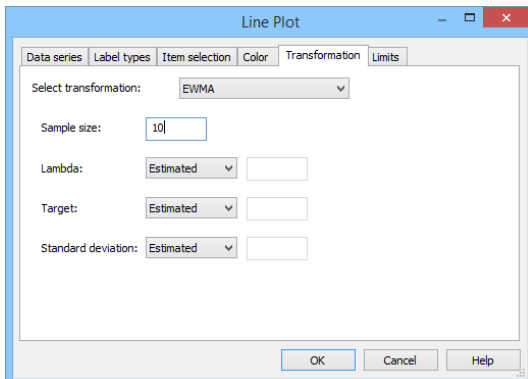 Line Plot
Data series Label types Item selection Color Transformation Limits
Select transformation: EWMA
Sample size: 10
Lambda: Estimated
Target: Estimated
Standard deviation: Estimated
OK Cancel Help